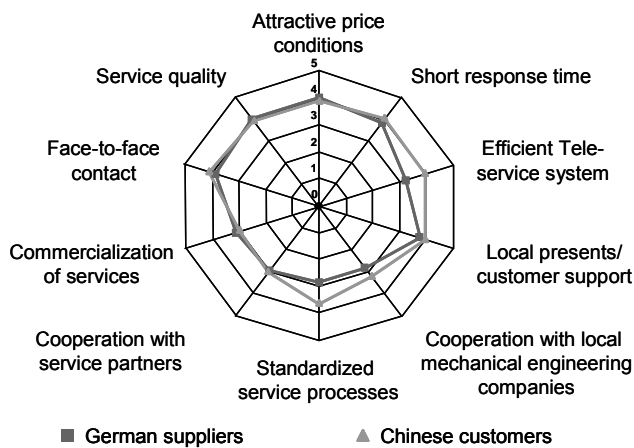 Attractive price
conditions
Service quality
Short response time
Face-to-face
contact
Efficient Tele-
service system
Commercialization
of services
Local presents/
customer support
Cooperation with
service partners
Standardized
service processes
Cooperation with local
mechanical engineering
companies
5
4
3
2
1
0
German suppliers
Chinese customers